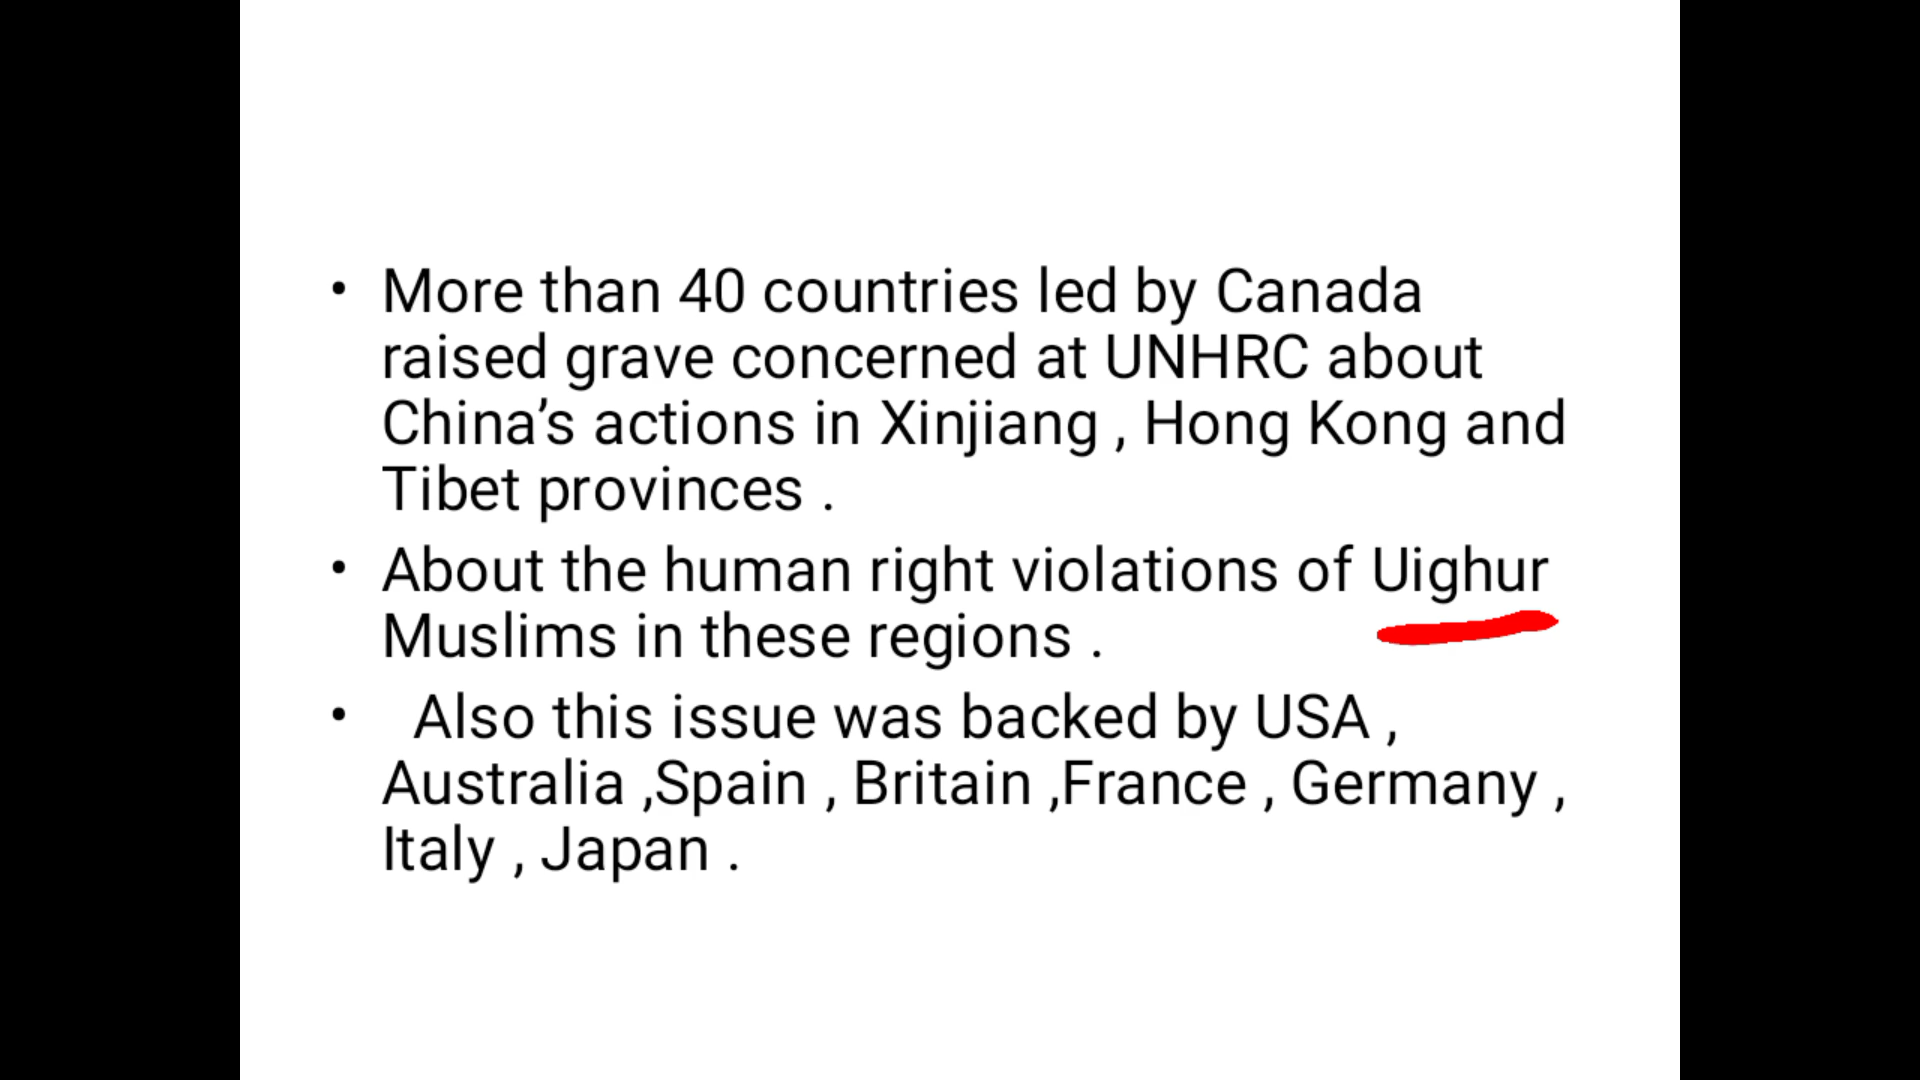 • More than 40 countries led by Canada
raised grave concerned at UNHRC about
China’s actions in Xinjiang , Hong Kong and
Tibet provinces .
• About the human right violations of Uighur
Muslims in these regions .
• Also this issue was backed by USA ,
Australia ,Spain , Britain ,France , Germany ,
Italy , Japan .